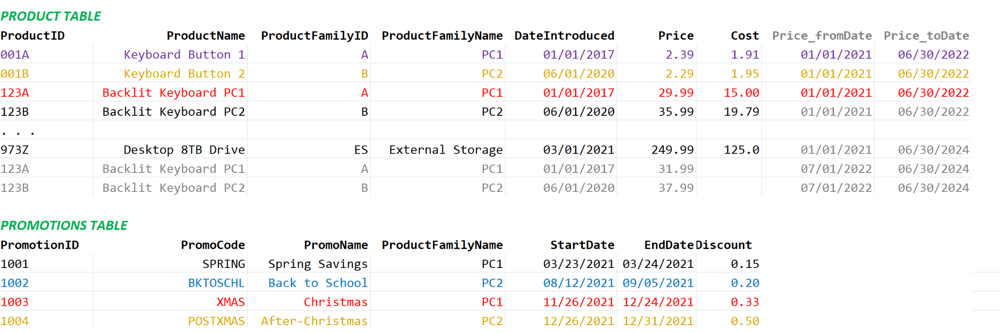 PRODUCT TABLE
ProductID ProductName ProductFamilyID ProductFamilyName DateIntroduced Price Cost Price_fromDate Price_toDate
001A Keyboard Button 1 A PC1 01/01/2017 2.39 1.91 01/01/2021 06/30/2022
001B Keyboard Button 2 B PC2 06/01/2020 2.29 1.95 01/01/2021 06/30/2022
123A Backlit Keyboard PC1 A PC1 01/01/2017 29.99 15.00 01/01/2021 06/30/2022
123B Backlit Keyboard PC2 B PC2 06/01/2020 35.99 19.79 01/01/2021 06/30/2022
. . .
973Z Desktop 8TB Drive ES External Storage 03/01/2021 249.99 125.0 01/01/2021 06/30/2024
123A Backlit Keyboard PC1 A PC1 01/01/2017 31.99 07/01/2022 06/30/2024
123B Backlit Keyboard PC2 B PC2 06/01/2020 37.99 07/01/2022 06/30/2024
PROMOTIONS TABLE
PromotionID PromoCode PromoName ProductFamilyName StartDate EndDate Discount
1001 SPRING Spring Savings PC1 03/23/2021 03/24/2021 0.15
1002 BKTOSCHL Back to School PC2 08/12/2021 09/05/2021 0.20
1003 XMAS Christmas PC1 11/26/2021 12/24/2021 0.33
1004 POSTXMAS After-Christmas PC2 12/26/2021 12/31/2021 0.50